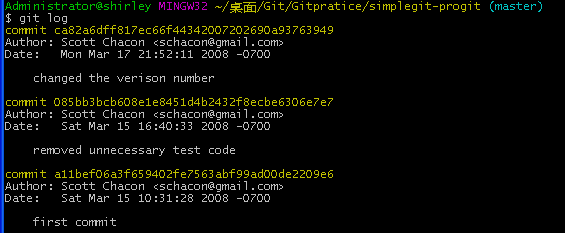 Administrator@shirley MINGW32 ~/桌面/Git/Gitpratice/simplegit-progit (master)
$ git log
commit ca82a6dff817ec66f44342007202690a93763949
Author: Scott Chacon <schacon@gmail.com>
Date:   Mon Mar 17 21:52:11 2008 -0700
changed the verison number
commit 085bb3bcb608e1e8451d4b2432f8ecbe6306e7e7
Author: Scott Chacon <schacon@gmail.com>
Date:   Sat Mar 15 16:40:33 2008 -0700
removed unnecessary test code
commit a11bef06a3f659402fe7563abf99ad00de2209e6
Author: Scott Chacon <schacon@gmail.com>
Date:   Sat Mar 15 10:31:28 2008 -0700
first commit